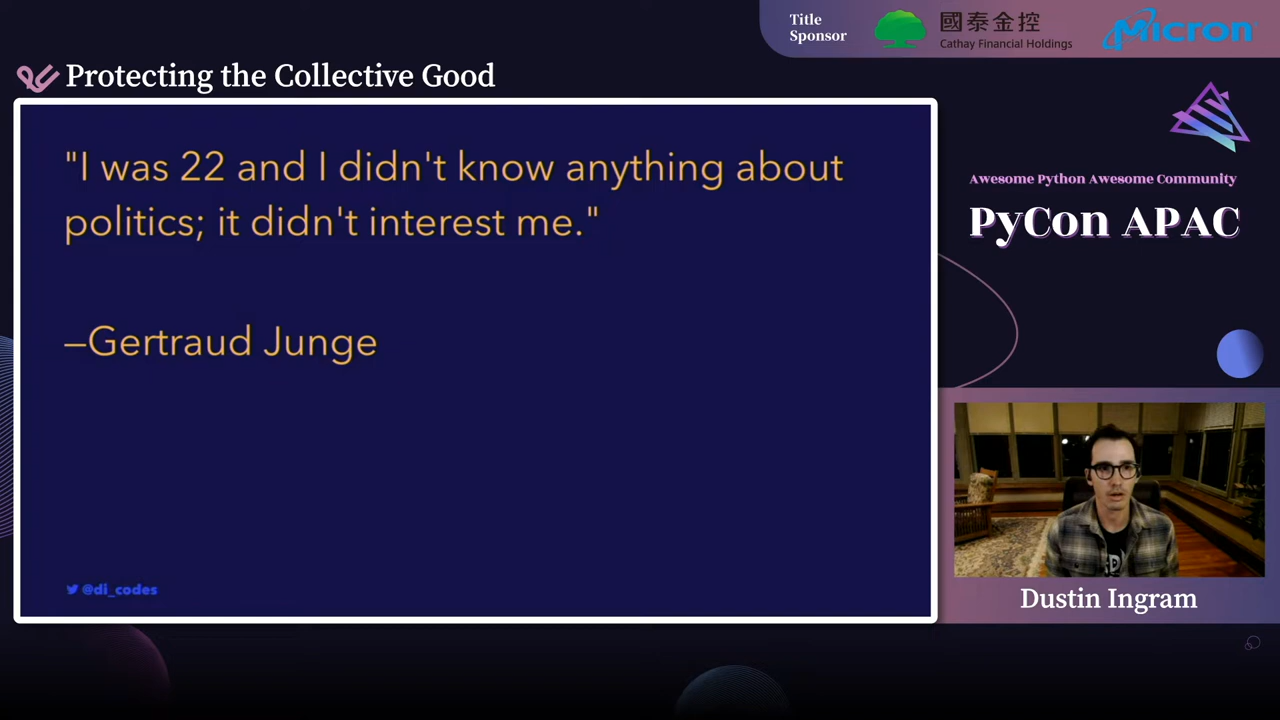 Title
Sponsor
國泰金控
Cathay Financial Holdings
Micron
Protecting the Collective Good
"I was 22 and I didn't know anything about
politics; it didn't interest me."
—Gertraud Junge
@di_codes
Awesome Python Awesome Community
PyCon APAC
Dustin Ingram